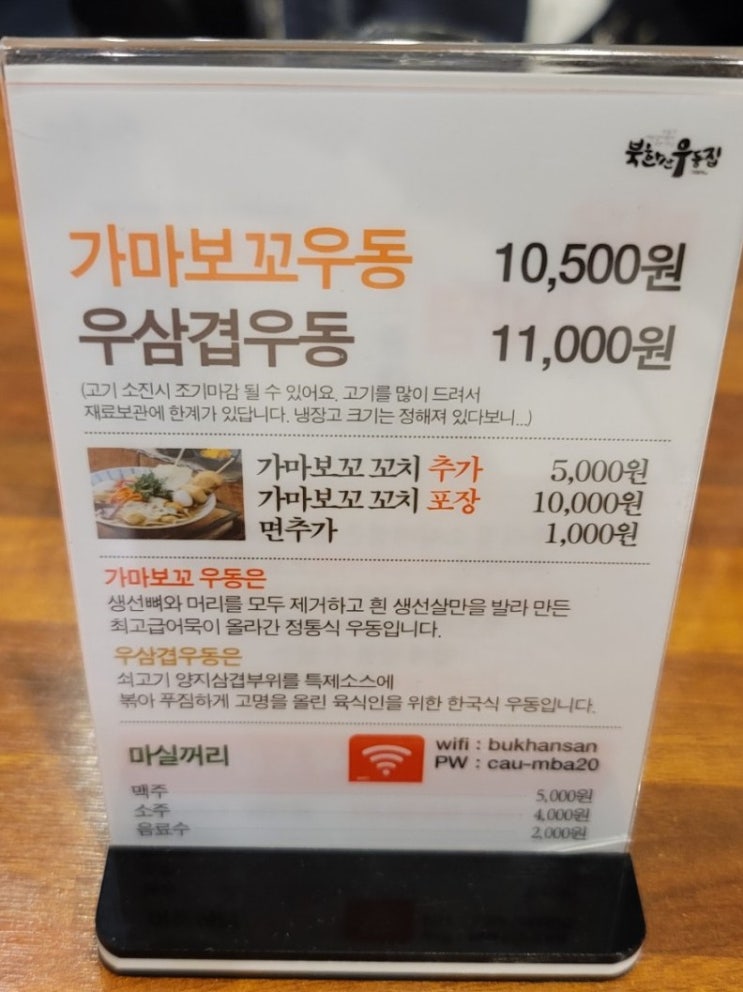 북한산우동집
가마보꼬우동 10,500원
우삼겹우동 11,000원
(고기 소진시 조기마감 될 수 있어요. 고기를 많이 드려서
재료보관에 한계가 있답니다. 냉장고 크기는 정해져 있다보니...)
가마보꼬 꼬치 추가 5,000원
가마보꼬 꼬치 포장 10,000원
면추가 1,000원
가마보꼬 우동은
생선뼈와 머리를 모두 제거하고 흰 생선살만을 발라 만든
최고급어묵이 올라간 정통식 우동입니다.
우삼겹우동은
쇠고기 양지삼겹부위를 특제소스에
볶아 푸짐하게 고명을 올린 육식인을 위한 한국식 우동입니다.
마실꺼리
wifi : bukhansan
PW : cau-mba20
맥주 5,000원
소주 4,000원
음료수 2,000원